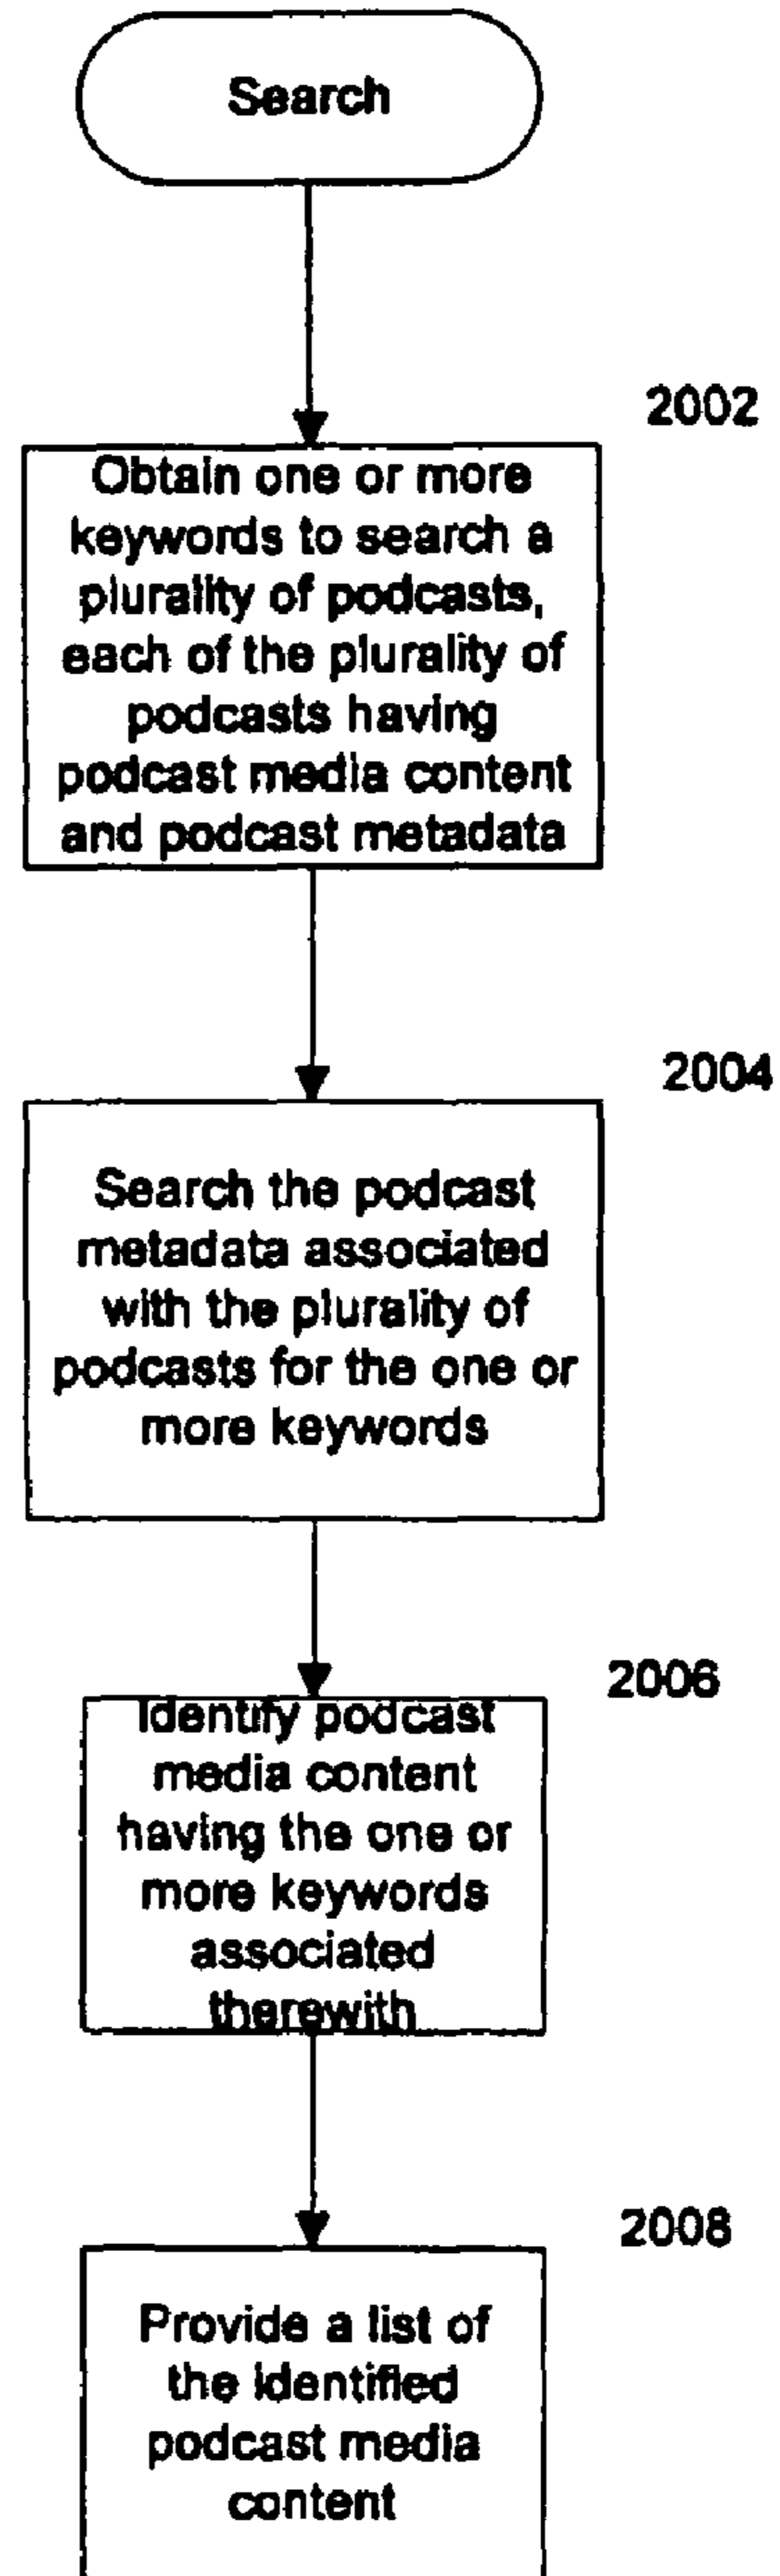 Search
2002
Obtain one or more
keywords to search a
plurality of podcasts,
each of the plurality of
podcasts having
podcast media content
and podcast metadata
2004
Search the podcast
metadata associated
with the plurality of
podcasts for the one or
more keywords
2006
Identify podcast
media content
having the one or
more keywords
associated
therewith
2008
Provide a list of
the identified
podcast media
content